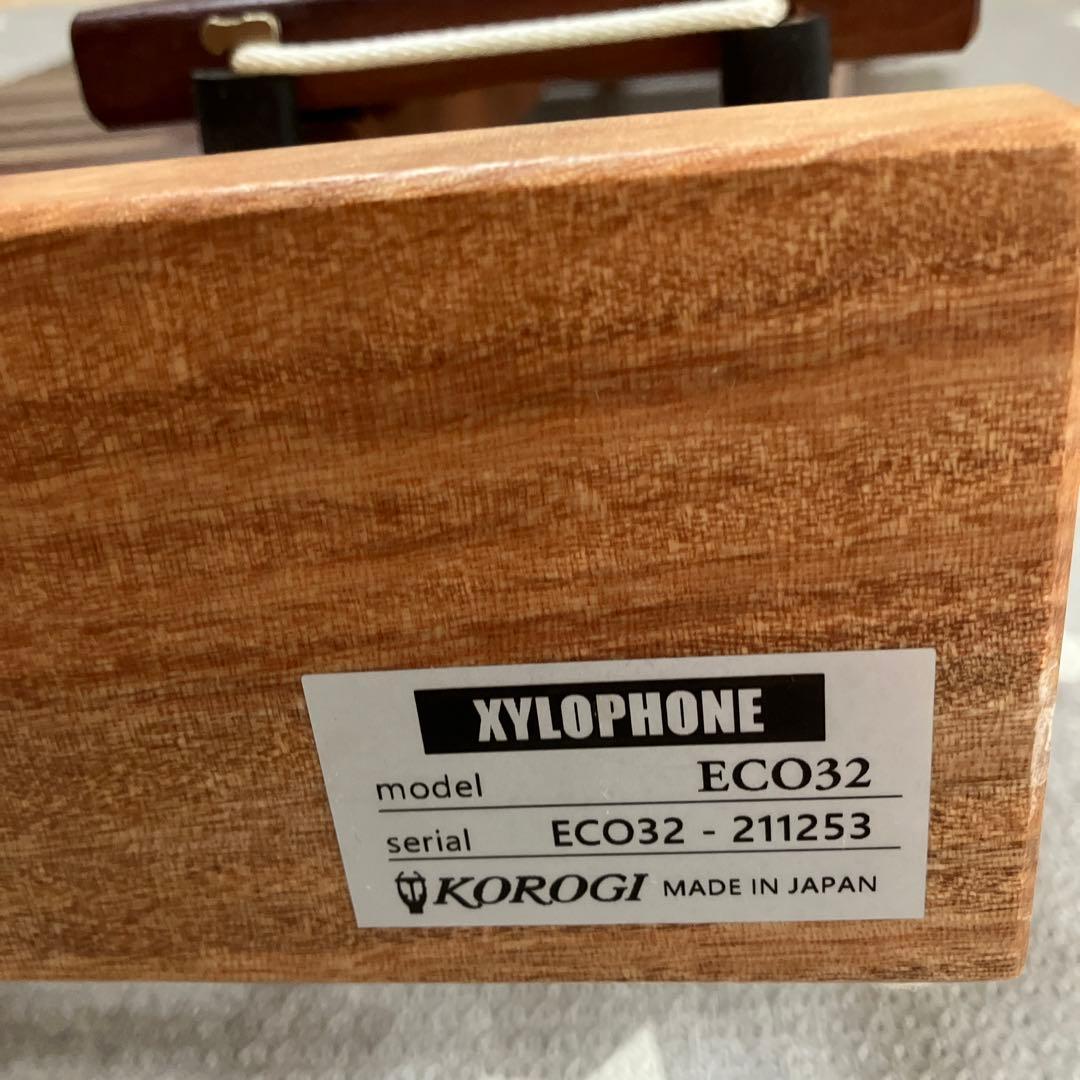 XYLOPHONE
model ECO32
serial ECO32 - 211253
KOROGI MADE IN JAPAN